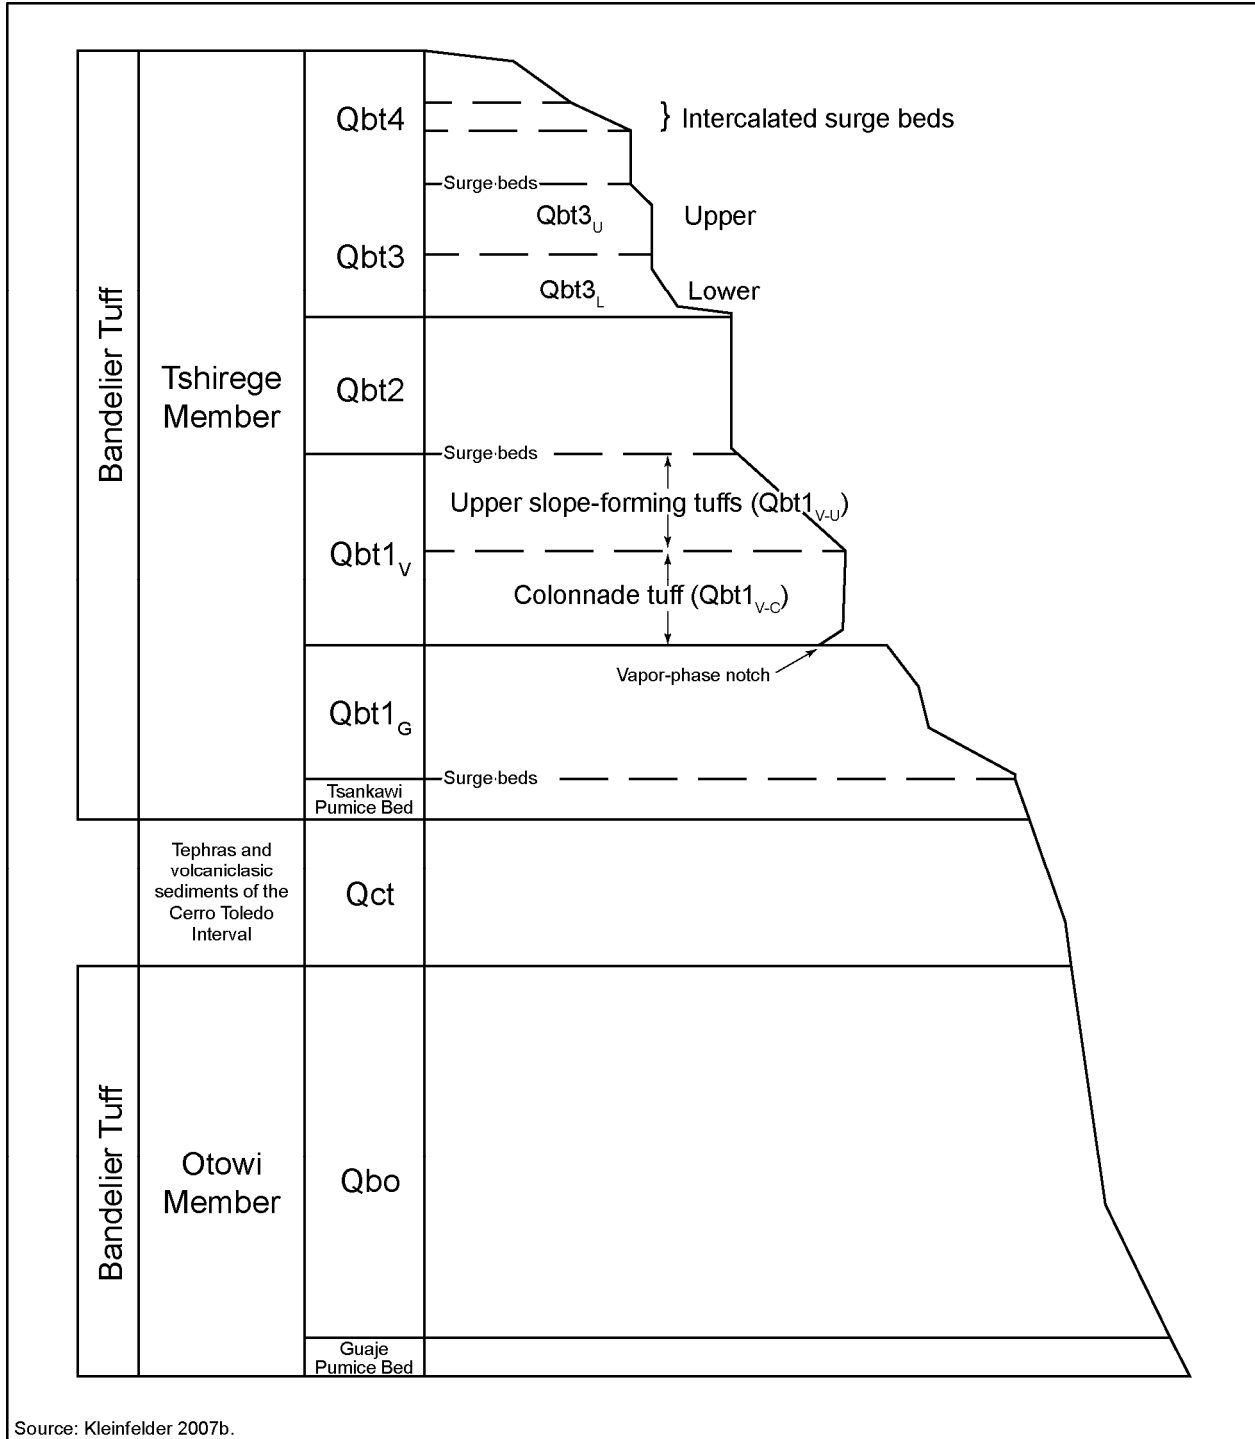 Qbt4
} Intercalated surge beds
Surge beds
Qbt3U
Upper
Qbt3
Qbt3L
Lower
Bandelier Tuff
Tshirege
Member
Qbt2
Surge beds
Upper slope-forming tuffs (Qbt1V-U)
Qbt1V
Colonnade tuff (Qbt1V-C)
Vapor-phase notch
Qbt1G
Surge beds
Tsankawi
Pumice Bed
Tephras and
volcaniclasic
sediments of the
Cerro Toledo
Interval
Qct
Bandelier Tuff
Otowi
Member
Qbo
Guaje
Pumice Bed
Source: Kleinfelder 2007b.